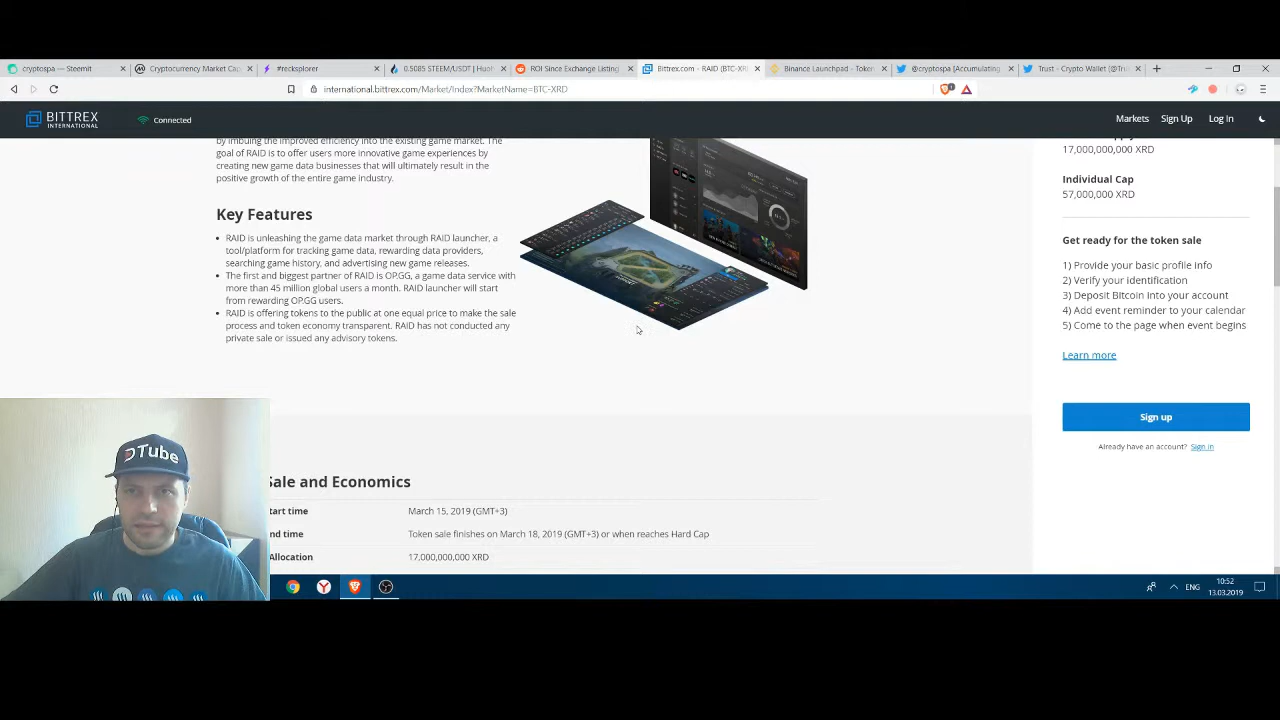 cryptospa — Steemit
Cryptocurrency Market Cap
#recksplorer
0.5085 STEEM/USDT | Huobi
ROI Since Exchange Listing
Bittrex.com - RAID (BTC-XR
Binance Launchpad - Token
@cryptospa [Accumulating
Trust - Crypto Wallet (@Tru
international.bittrex.com/Market/Index?MarketName=BTC-XRD
BITTREX
INTERNATIONAL
Connected
Markets
Sign Up
Log In
by imbuing the improved efficiency into the existing game market. The
goal of RAID is to offer users more innovative game experiences by
creating new game data businesses that will ultimately result in the
positive growth of the entire game industry.
Key Features
RAID is unleashing the game data market through RAID launcher, a
tool/platform for tracking game data, rewarding data providers,
searching game history, and advertising new game releases.
The first and biggest partner of RAID is OP.GG, a game data service with
more than 45 million global users a month. RAID launcher will start
from rewarding OP.GG users.
RAID is offering tokens to the public at one equal price to make the sale
process and token economy transparent. RAID has not conducted any
private sale or issued any advisory tokens.
17,000,000,000 XRD
Individual Cap
57,000,000 XRD
Get ready for the token sale
1) Provide your basic profile info
2) Verify your identification
3) Deposit Bitcoin into your account
4) Add event reminder to your calendar
5) Come to the page when event begins
Learn more
Sign up
Already have an account? Sign in
Sale and Economics
tart time March 15, 2019 (GMT+3)
nd time Token sale finishes on March 18, 2019 (GMT+3) or when reaches Hard Cap
Allocation 17,000,000,000 XRD
DTube
ENG
10:52
13.03.2019